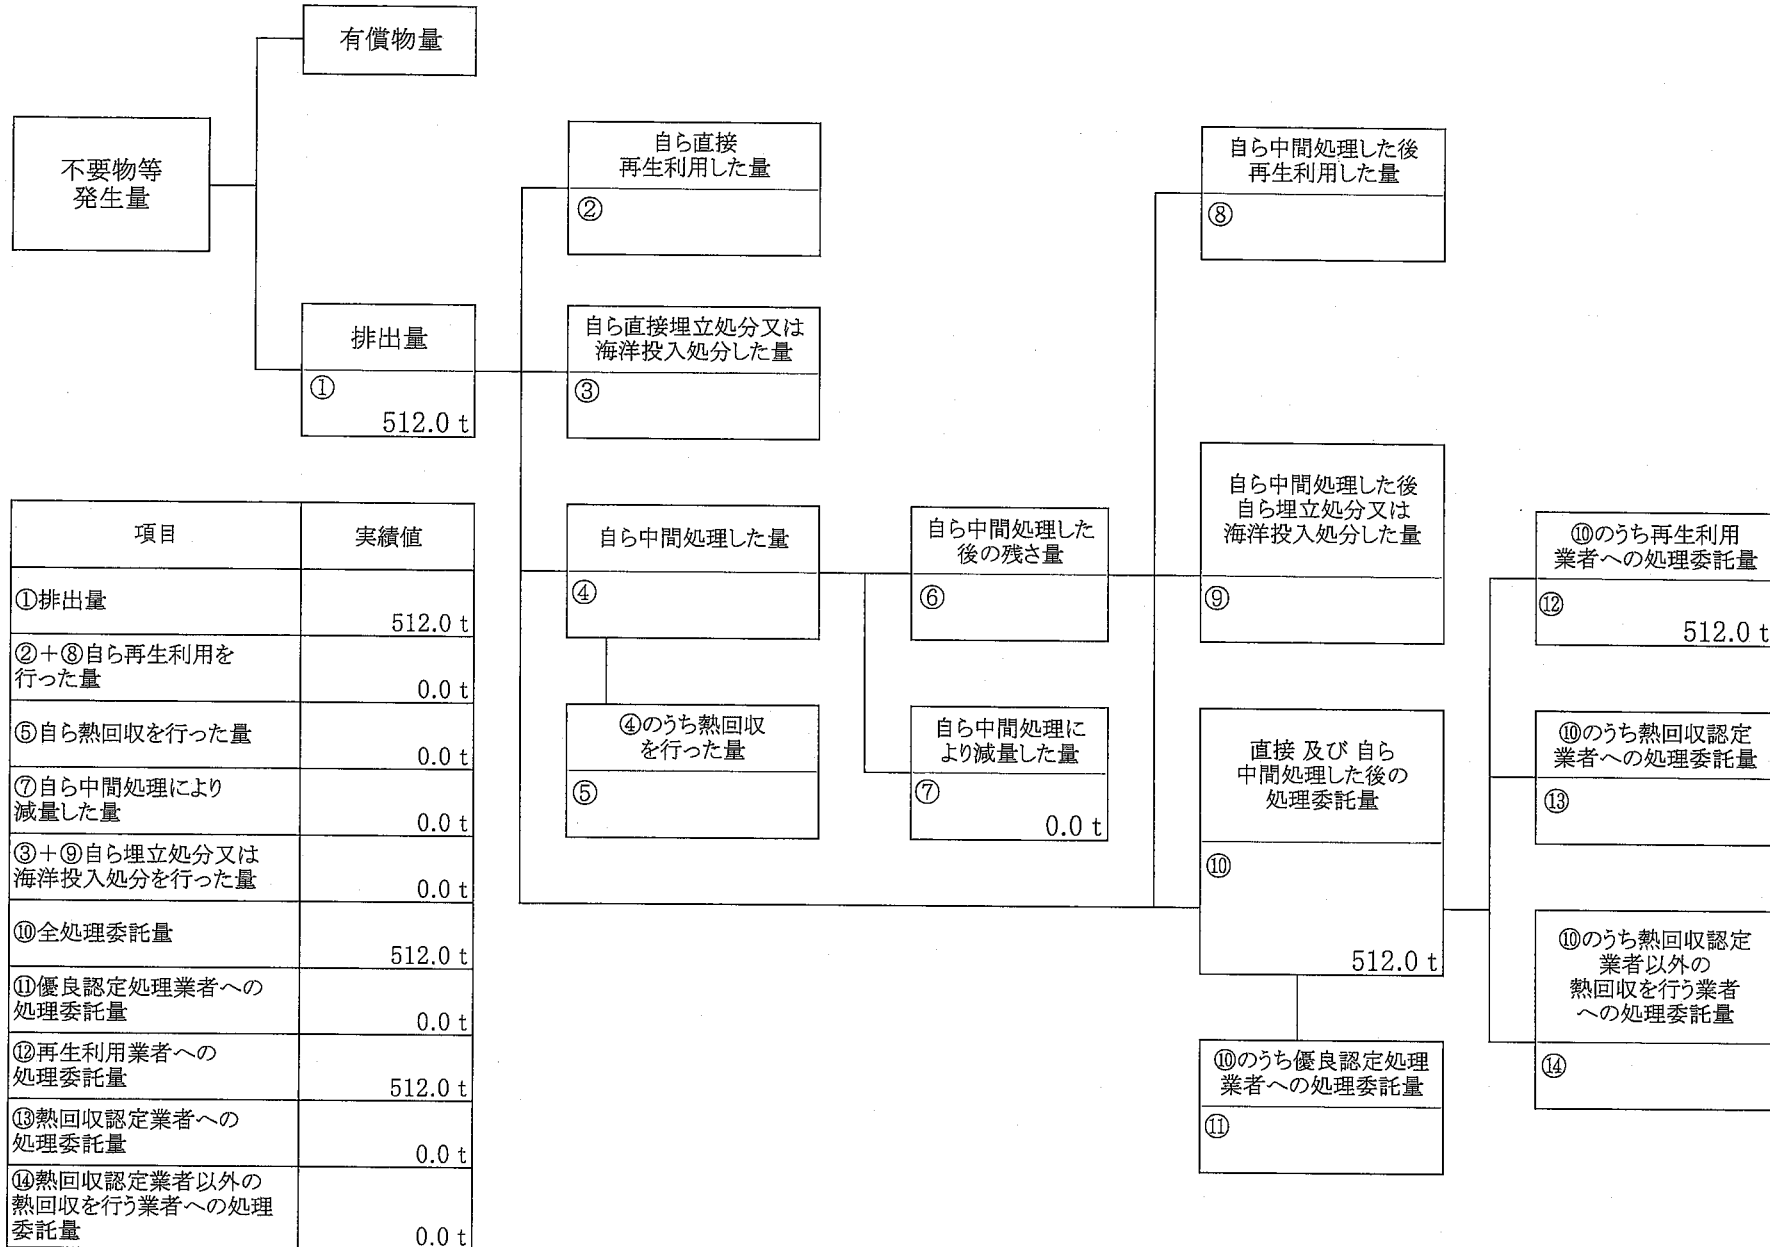 有償物量
不要物等
発生量
排出量
①
512.0 t
自ら直接
再生利用した量
②
自ら直接埋立処分又は
海洋投入処分した量
③
自ら中間処理した量
④
④のうち熱回収
を行った量
⑤
自ら中間処理した
後の残さ量
⑥
自ら中間処理に
より減量した量
⑦
0.0 t
自ら中間処理した後
再生利用した量
⑧
自ら中間処理した後
自ら埋立処分又は
海洋投入処分した量
⑨
直接 及び 自ら
中間処理した後の
処理委託量
⑩
512.0 t
⑩のうち優良認定処理
業者への処理委託量
⑪
⑩のうち再生利用
業者への処理委託量
⑫
512.0 t
⑩のうち熱回収認定
業者への処理委託量
⑬
⑩のうち熱回収認定
業者以外の
熱回収を行う業者
への処理委託量
⑭
項目 実績値
①排出量
512.0 t
②+⑧自ら再生利用を
行った量
0.0 t
⑤自ら熱回収を行った量
0.0 t
⑦自ら中間処理により
減量した量
0.0 t
③+⑨自ら埋立処分又は
海洋投入処分を行った量
0.0 t
⑩全処理委託量
512.0 t
⑪優良認定処理業者への
処理委託量
0.0 t
⑫再生利用業者への
処理委託量
512.0 t
⑬熱回収認定業者への
処理委託量
0.0 t
⑭熱回収認定業者以外の
熱回収を行う業者への処理
委託量
0.0 t